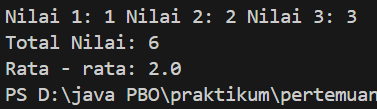 Nilai 1: 1 Nilai 2: 2 Nilai 3: 3
Total Nilai: 6
Rata - rata: 2.0
PS D:\java PBO\praktikum\pertemuan